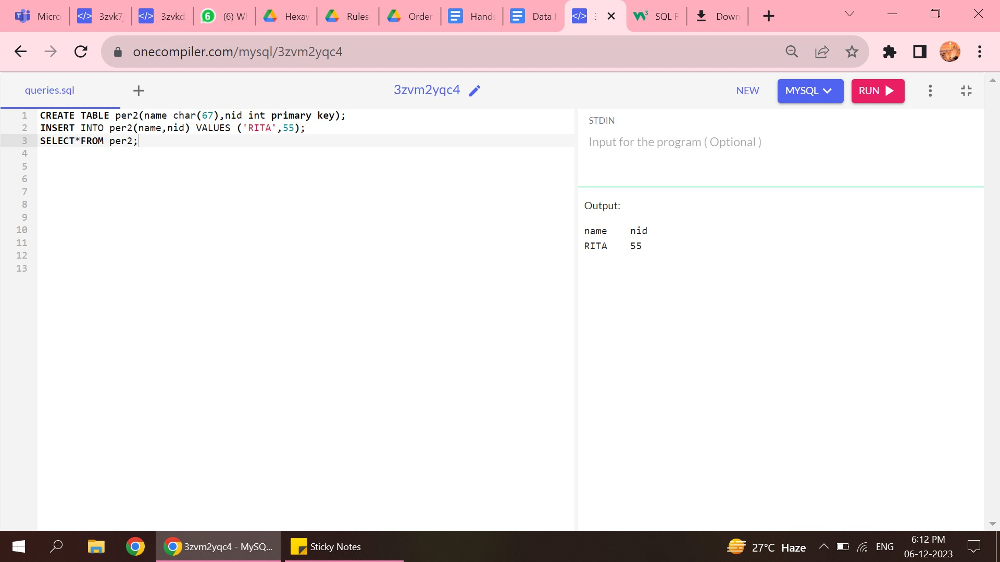 Micro
3zvk7
3zvkd
6
(6) W
Hexaw
Rules
Order
Hands
Data
SQL F
Down
onecompiler.com/mysql/3zvm2yqc4
queries.sql
3zvm2yqc4
NEW
MYSQL
RUN
1 CREATE TABLE per2(name char(67),nid int primary key);
2 INSERT INTO per2(name,nid) VALUES ('RITA',55);
3 SELECT*FROM per2;
4
5
6
7
8
9
10
11
12
13
STDIN
Input for the program ( Optional )
Output:
name nid
RITA 55
3zvm2yqc4 - MySQ...
Sticky Notes
27°C Haze
ENG
6:12 PM
06-12-2023